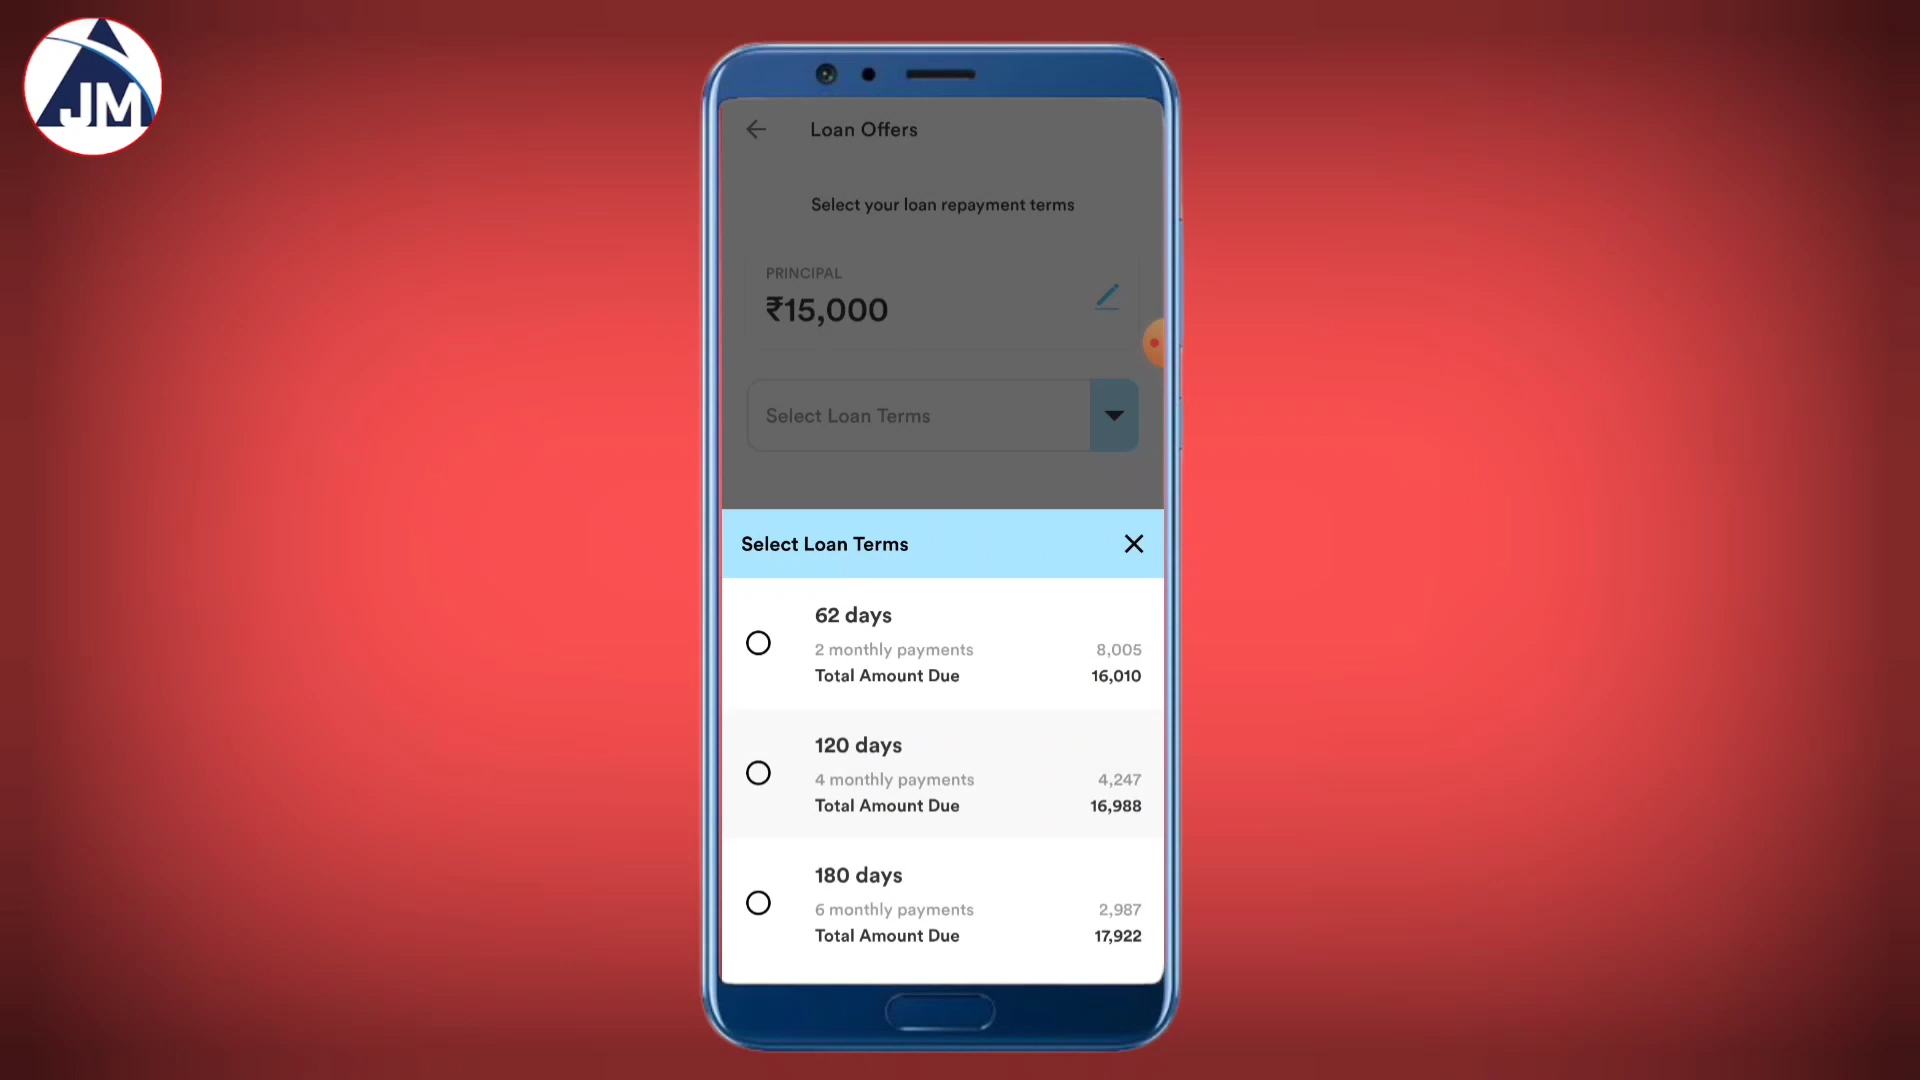 JM
Loan Offers
Select your loan repayment terms
PRINCIPAL
₹15,000
Select Loan Terms
Select Loan Terms
62 days
2 monthly payments 8,005
Total Amount Due 16,010
120 days
4 monthly payments 4,247
Total Amount Due 16,988
180 days
6 monthly payments 2,987
Total Amount Due 17,922